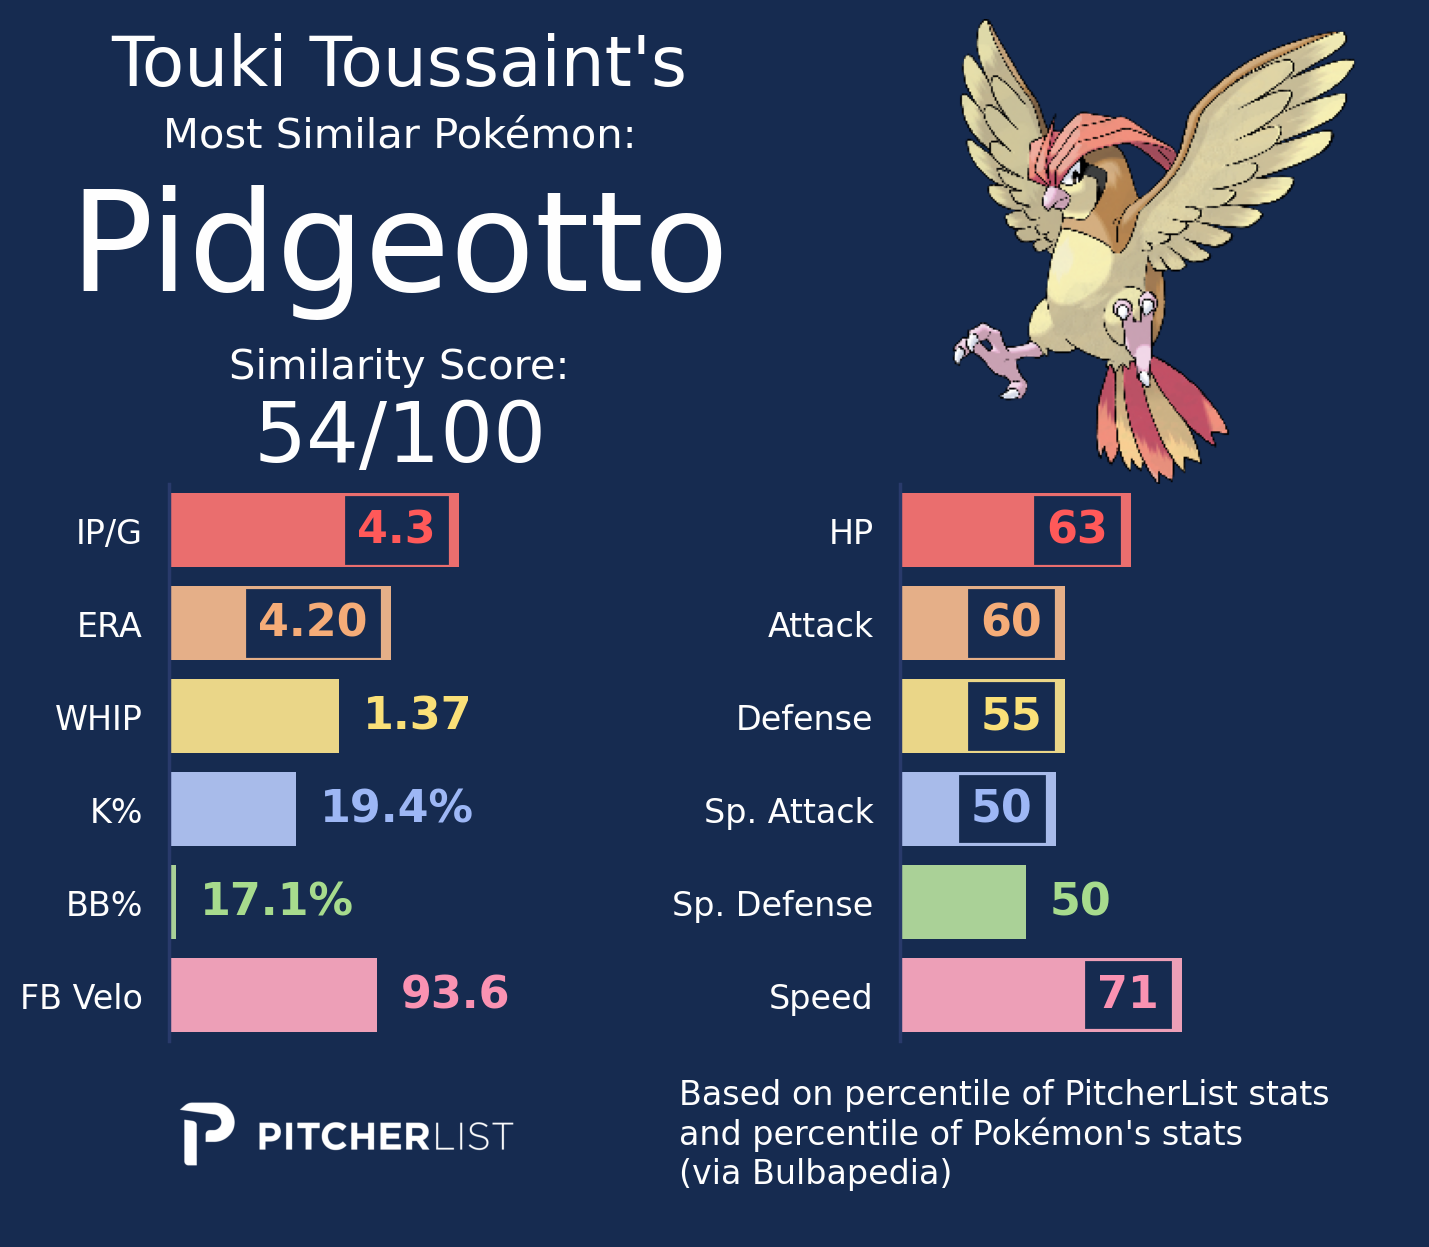 Touki Toussaint's
Most Similar Pokémon:
Pidgeotto
Similarity Score:
54/100
IP/G 4.3
ERA 4.20
WHIP 1.37
K% 19.4%
BB% 17.1%
FB Velo 93.6
HP 63
Attack 60
Defense 55
Sp. Attack 50
Sp. Defense 50
Speed 71
PITCHERLIST
Based on percentile of PitcherList stats
and percentile of Pokémon's stats
(via Bulbapedia)